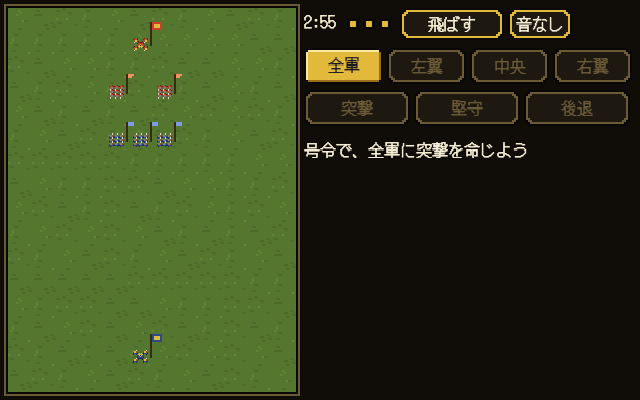 2:55 飛ばす 音なし
全軍 左翼 中央 右翼
突撃 堅守 後退
号令で、全軍に突撃を命じよう